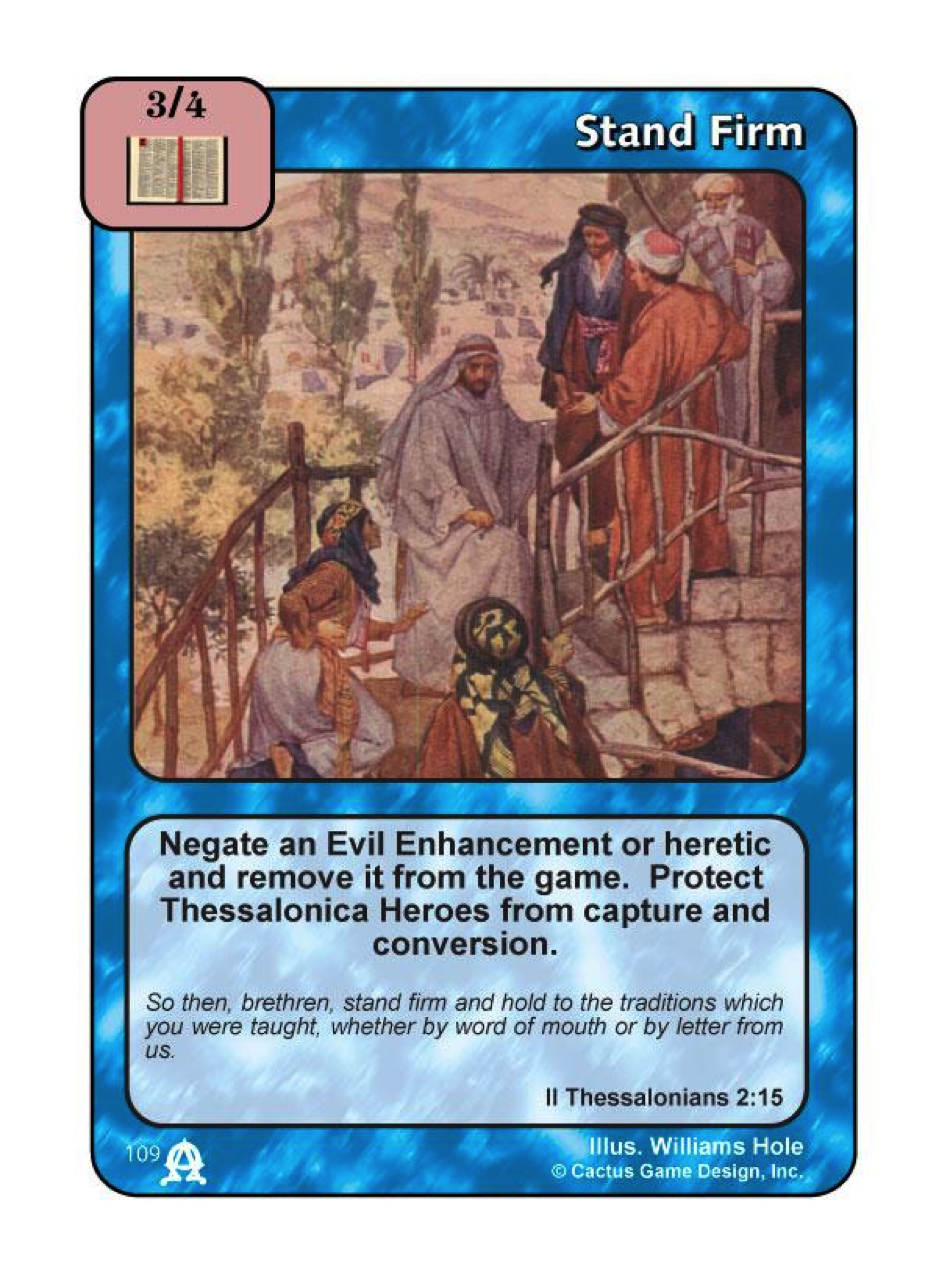 3/4
Stand Firm
Negate an Evil Enhancement or heretic
and remove it from the game.  Protect
Thessalonica Heroes from capture and
conversion.
So then, brethren, stand firm and hold to the traditions which
you were taught, whether by word of mouth or by letter from
us.
II Thessalonians 2:15
109
Illus. Williams Hole
© Cactus Game Design, Inc.